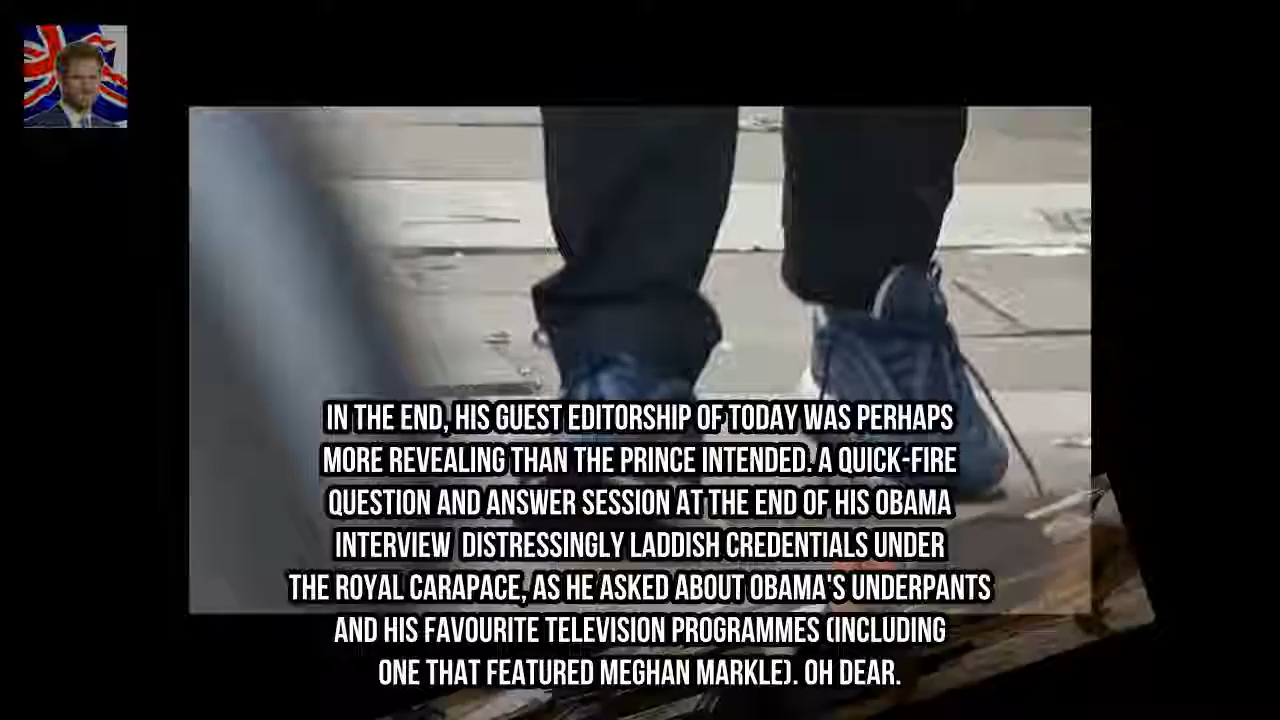 IN THE END, HIS GUEST EDITORSHIP OF TODAY WAS PERHAPS
MORE REVEALING THAN THE PRINCE INTENDED. A QUICK-FIRE
QUESTION AND ANSWER SESSION AT THE END OF HIS OBAMA
INTERVIEW DISTRESSINGLY LADDISH CREDENTIALS UNDER
THE ROYAL CARAPACE, AS HE ASKED ABOUT OBAMA'S UNDERPANTS
AND HIS FAVOURITE TELEVISION PROGRAMMES (INCLUDING
ONE THAT FEATURED MEGHAN MARKLE). OH DEAR.